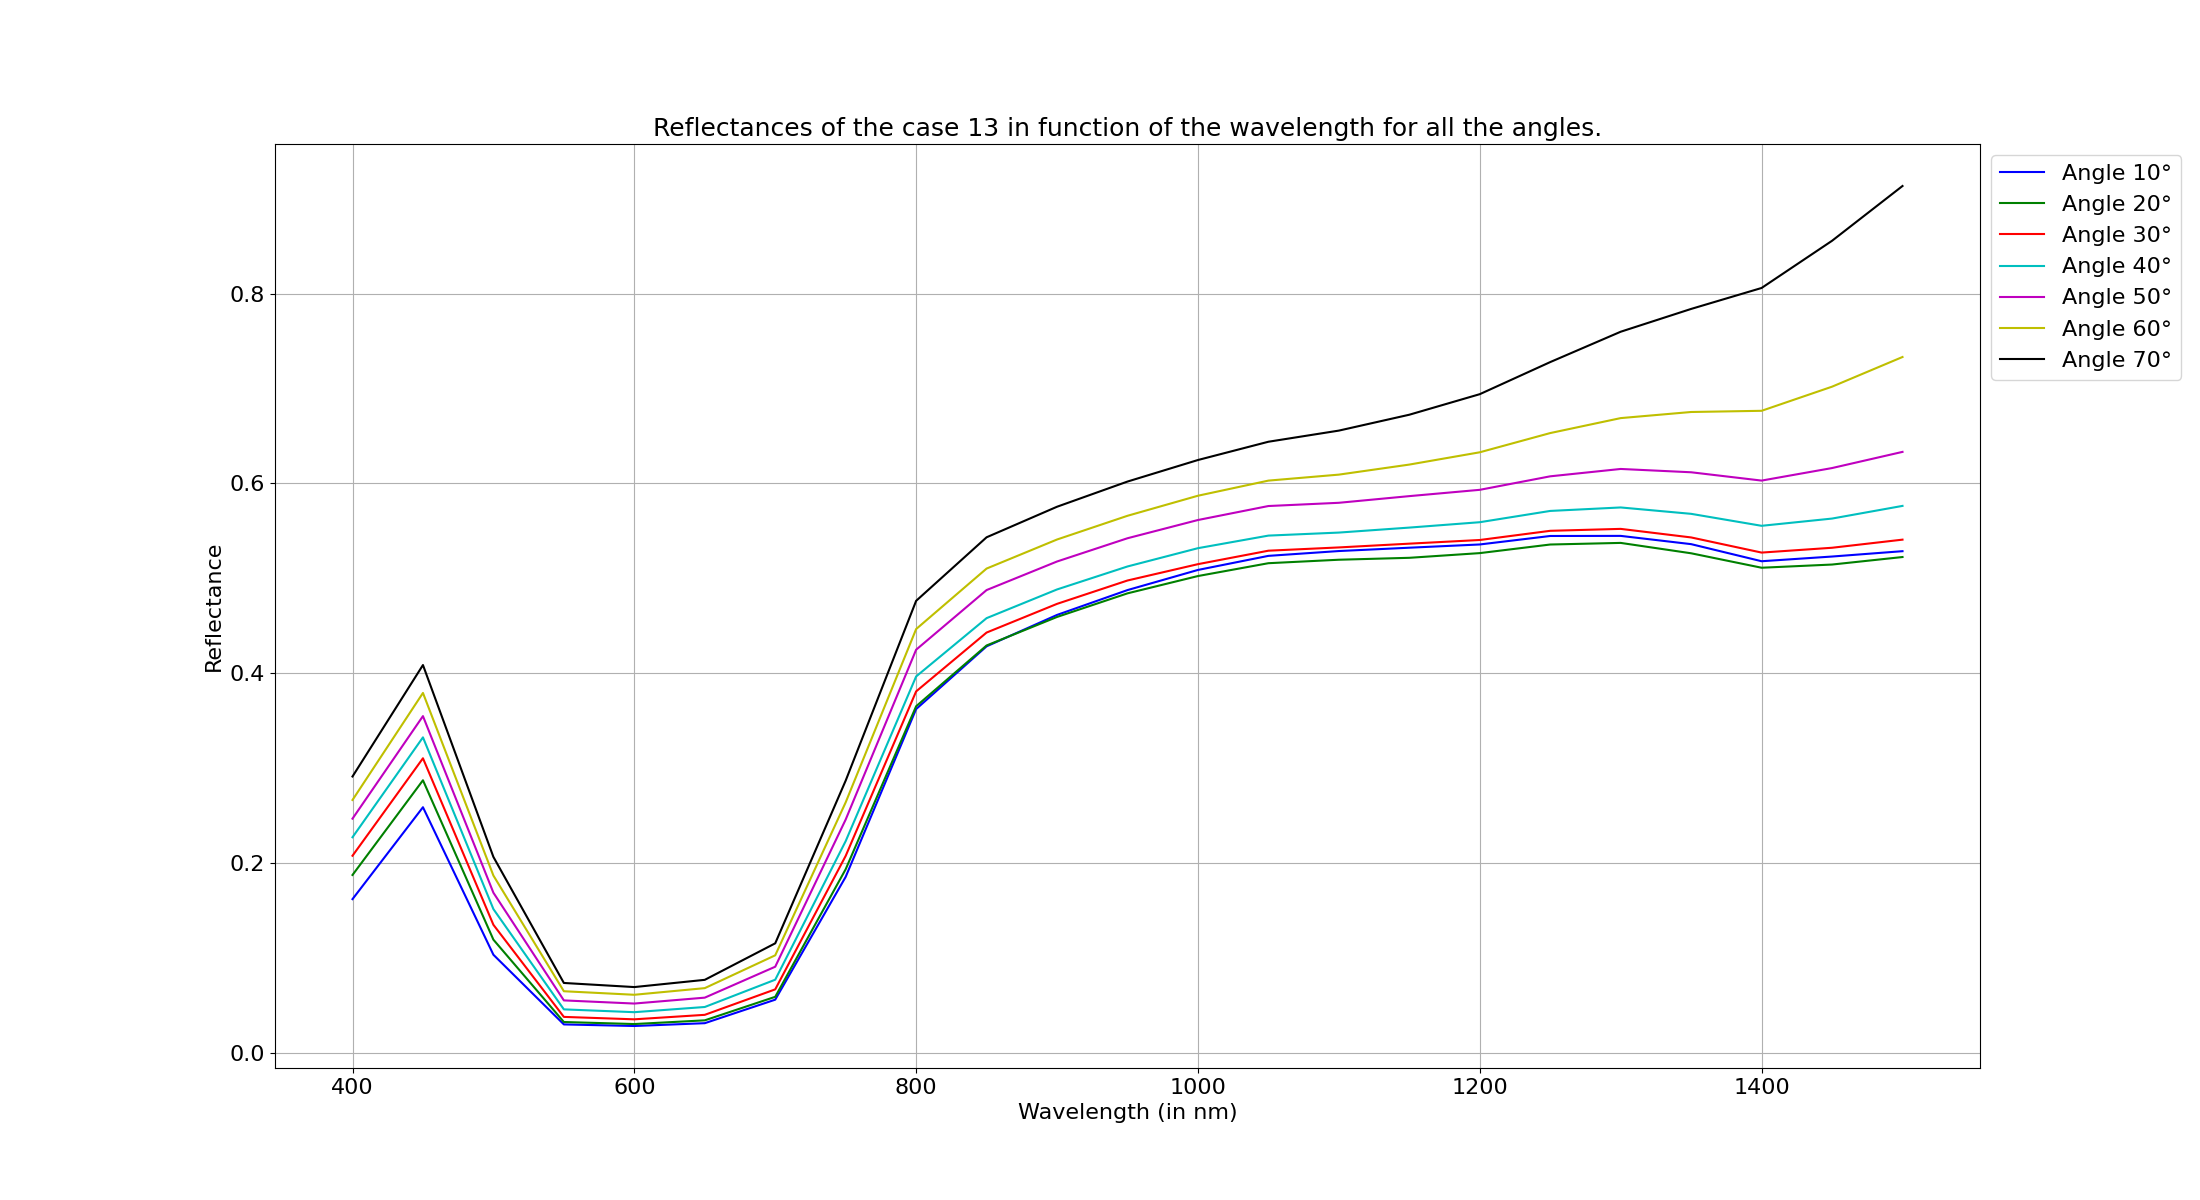 Reflectances of the case 13 in function of the wavelength for all the angles.
Angle 10°
Angle 20°
Angle 30°
Angle 40°
Angle 50°
Angle 60°
Angle 70°
Reflectance
0.8
0.6
0.4
0.2
0.0
400 600 800 1000 1200 1400
Wavelength (in nm)